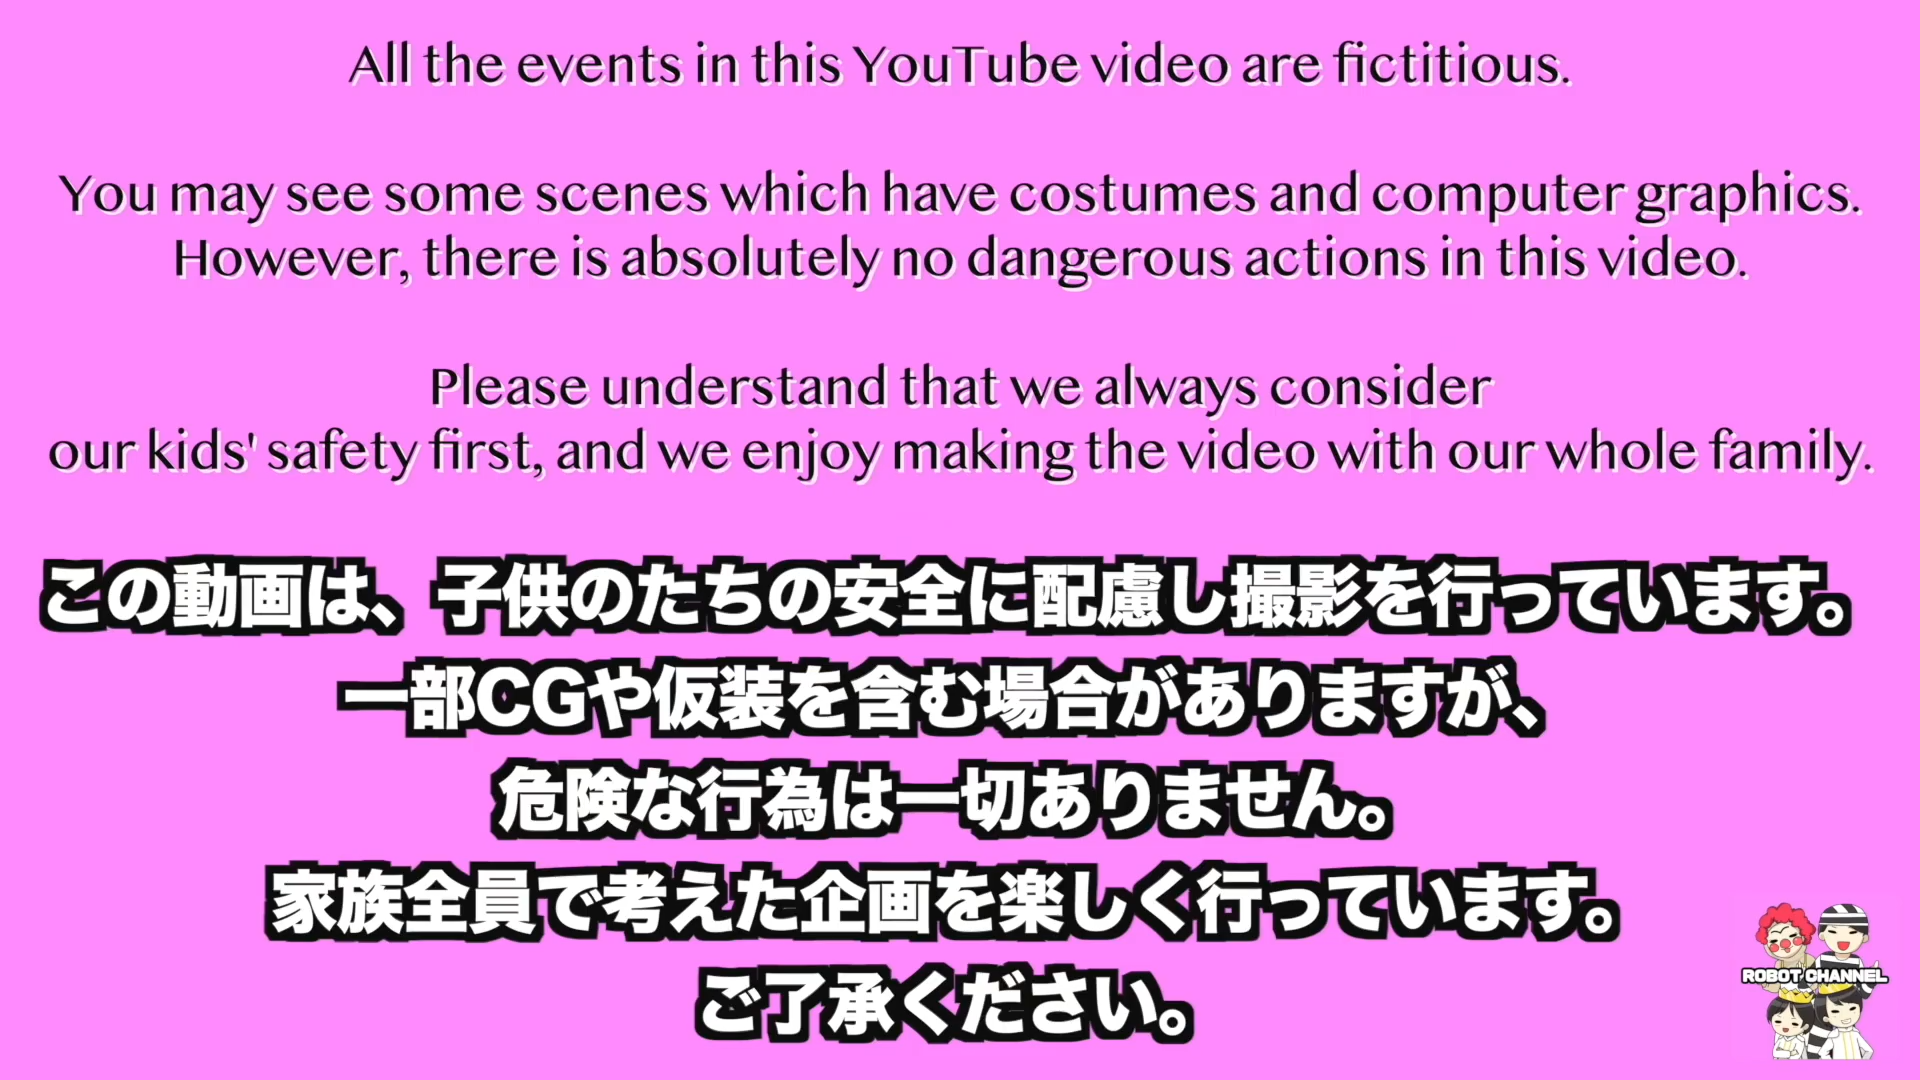 All the events in this YouTube video are fictitious.
You may see some scenes which have costumes and computer graphics.
However, there is absolutely no dangerous actions in this video.
Please understand that we always consider
our kids' safety first, and we enjoy making the video with our whole family.
この動画は、子供のたちの安全に配慮し撮影を行っています。
一部CGや仮装を含む場合がありますが、
危険な行為は一切ありません。
家族全員で考えた企画を楽しく行っています。
ご了承ください。
ROBOT CHANNEL